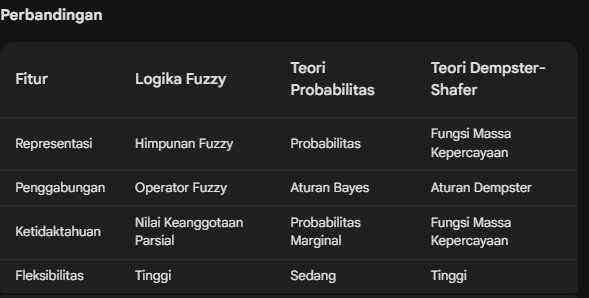 Perbandingan
Fitur Logika Fuzzy Teori Probabilitas Teori Dempster-Shafer
Representasi Himpunan Fuzzy Probabilitas Fungsi Massa Kepercayaan
Penggabungan Operator Fuzzy Aturan Bayes Aturan Dempster
Ketidaktahuan Nilai Keanggotaan Parsial Probabilitas Marginal Fungsi Massa Kepercayaan
Fleksibilitas Tinggi Sedang Tinggi